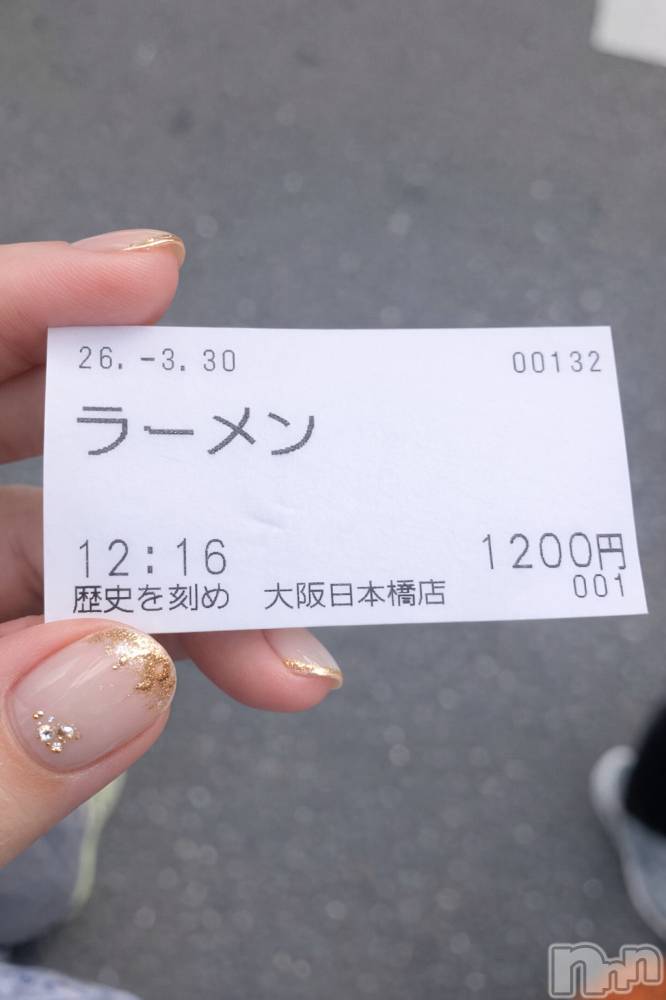 26.-3.30 00132
ラーメン
12:16 1200円
歴史を刻め 大阪日本橋店 001
nnn